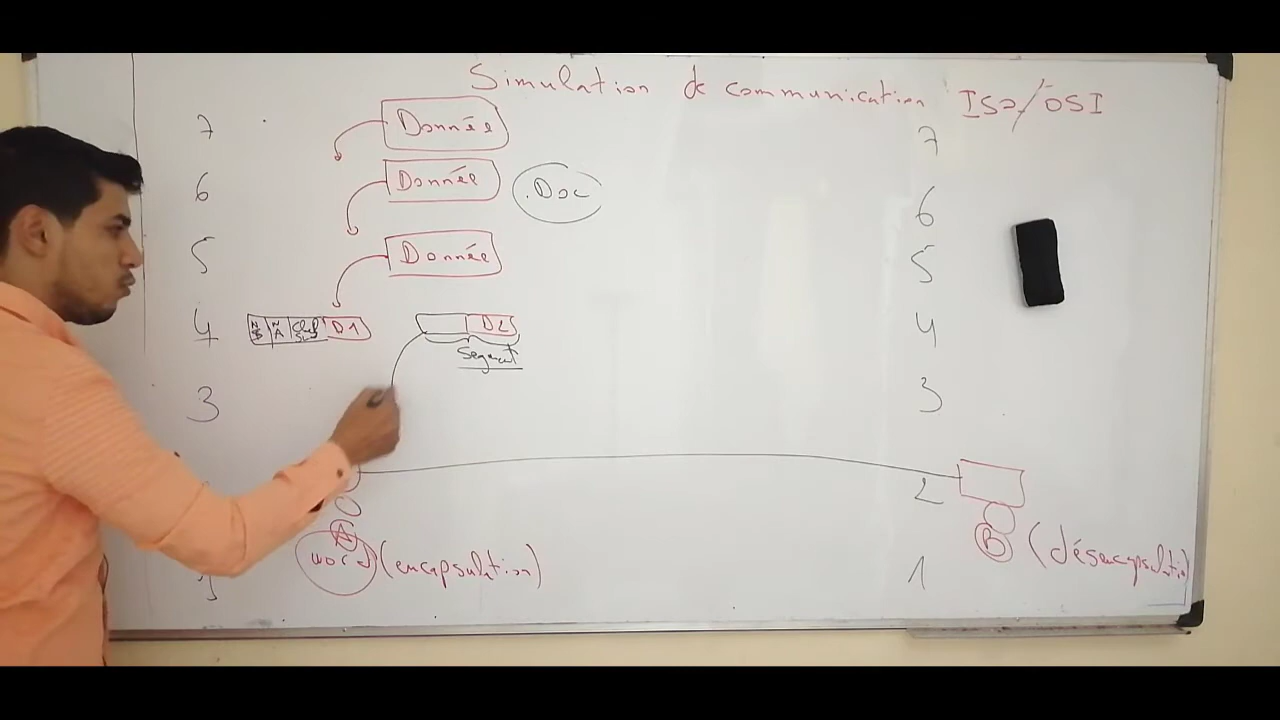 Simulation de communication ISO/OSI
7 Donnée 7
6 Donnée .Doc 6
5 Donnée 5
4 N S N A D1 D2 4
Segment
3 3
2
A B
word (encapsulation) (désencapsulation)
1 1